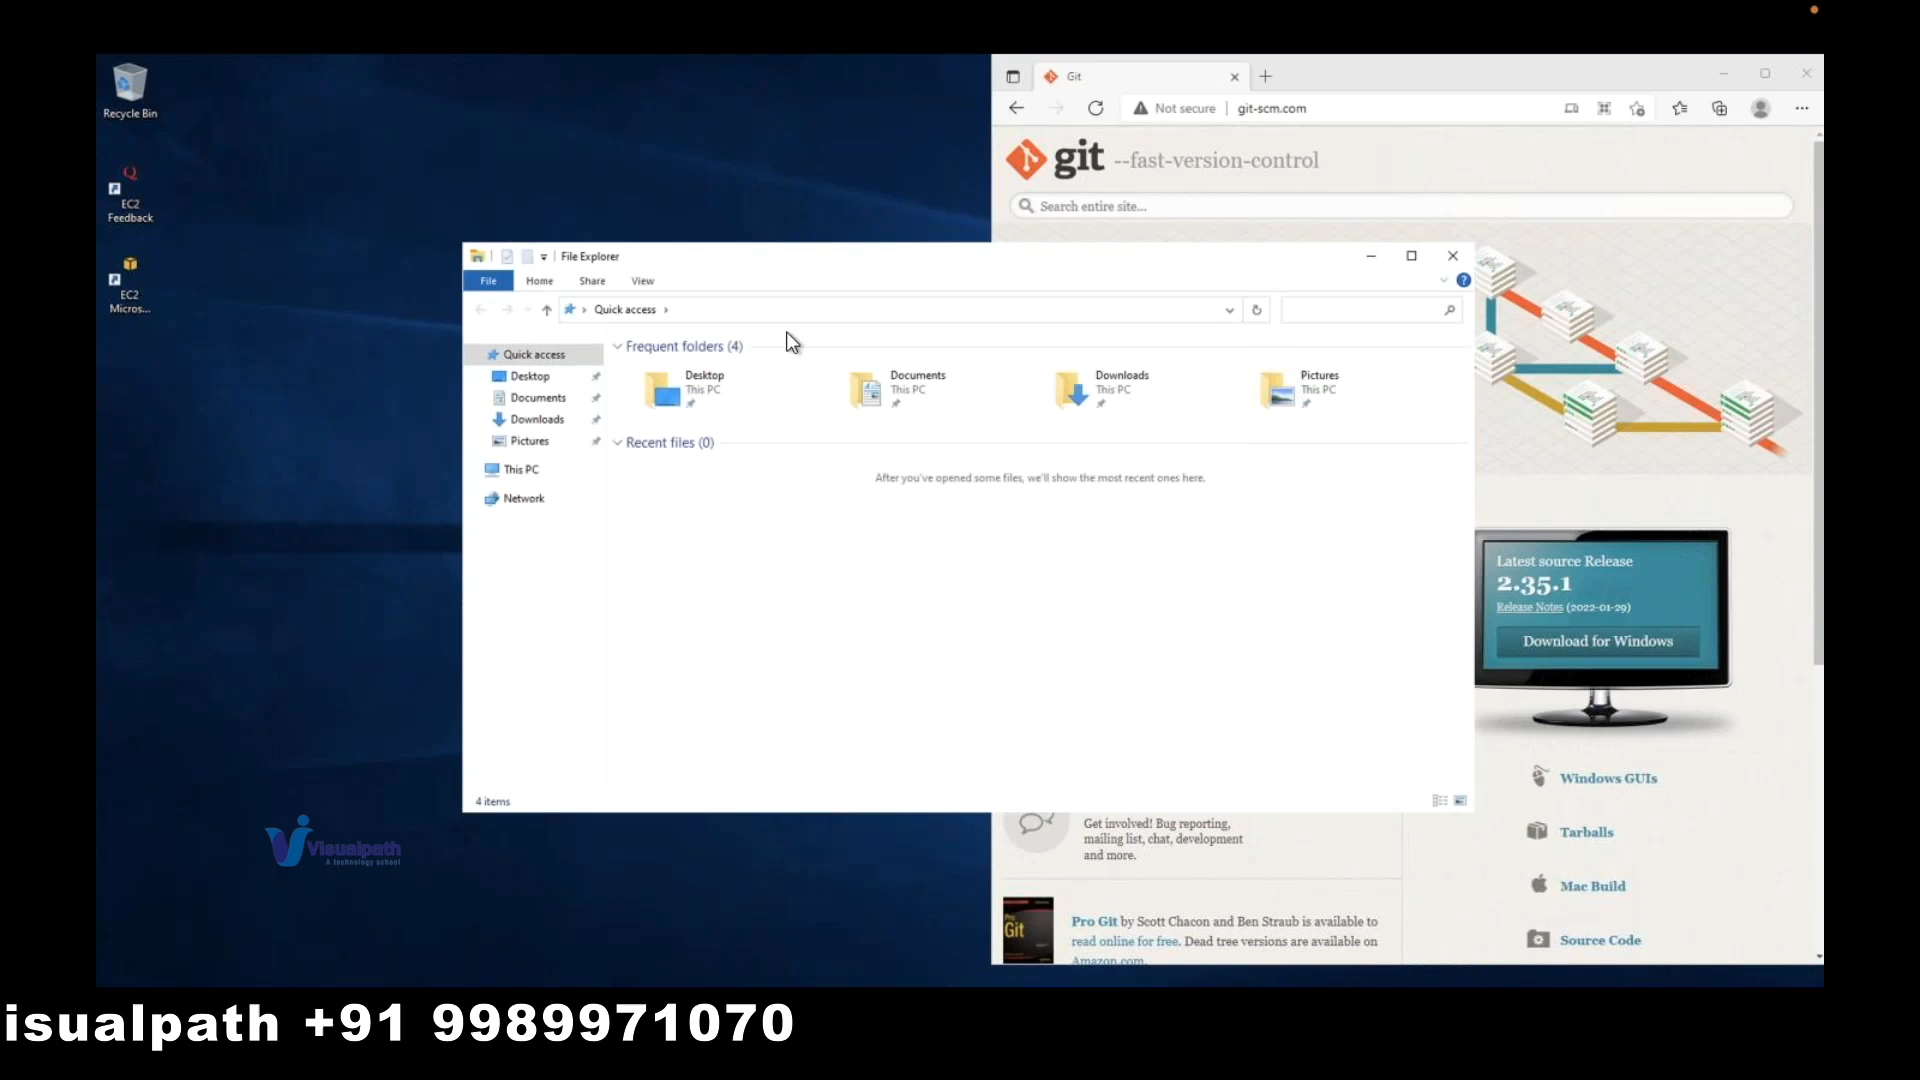 Recycle Bin
EC2
Feedback
EC2
Micros...
Git
Not secure
git-scm.com
git --fast-version-control
Search entire site...
File Explorer
File
Home
Share
View
Quick access
Quick access
Desktop
Documents
Downloads
Pictures
This PC
Network
Frequent folders (4)
Desktop
This PC
Documents
This PC
Downloads
This PC
Pictures
This PC
Recent files (0)
After you've opened some files, we'll show the most recent ones here.
4 items
Latest source Release
2.35.1
Release Notes (2022-01-29)
Download for Windows
Windows GUIs
Tarballs
Mac Build
Source Code
Get involved! Bug reporting,
mailing list, chat, development
and more.
Pro
Git
Pro Git by Scott Chacon and Ben Straub is available to
read online for free. Dead tree versions are available on
Amazon.com.
Visualpath
A technology school
isualpath +91 9989971070